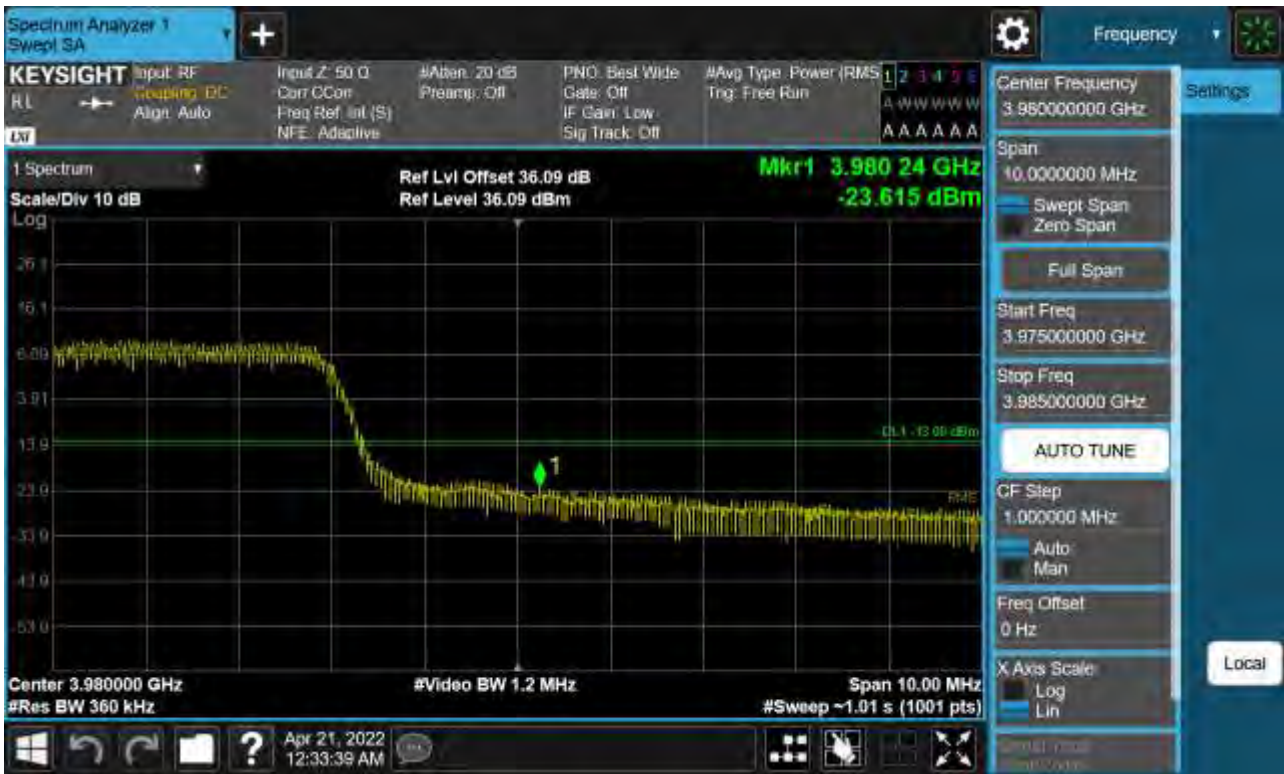 Spectrum Analyzer 1
Swept SA
+
Frequency
KEYSIGHT
Input: RF
Coupling: DC
Align: Auto
RL
LXI
Input Z: 50 Ω
Corr CCorr
Freq Ref: Int (S)
NFE: Adaptive
#Atten: 20 dB
Preamp: Off
PNO: Best Wide
Gate: Off
IF Gain: Low
Sig Track: Off
#Avg Type: Power (RMS
Trig: Free Run
1 2 3 4 5 6
A W W W W W
A A A A A A
1 Spectrum
Scale/Div 10 dB
Log
Ref Lvl Offset 36.09 dB
Ref Level 36.09 dBm
Mkr1 3.980 24 GHz
-23.615 dBm
26.1
16.1
6.09
3.91
13.9
23.9
33.9
43.9
53.9
DL1 -13.00 dBm
1
RMS
Center 3.980000 GHz
#Res BW 360 kHz
#Video BW 1.2 MHz
Span 10.00 MHz
#Sweep ~1.01 s (1001 pts)
Center Frequency
3.980000000 GHz
Settings
Span
10.0000000 MHz
Swept Span
Zero Span
Full Span
Start Freq
3.975000000 GHz
Stop Freq
3.985000000 GHz
AUTO TUNE
CF Step
1.000000 MHz
Auto
Man
Freq Offset
0 Hz
X Axis Scale
Log
Lin
Local
?
Apr 21, 2022
12:33:39 AM